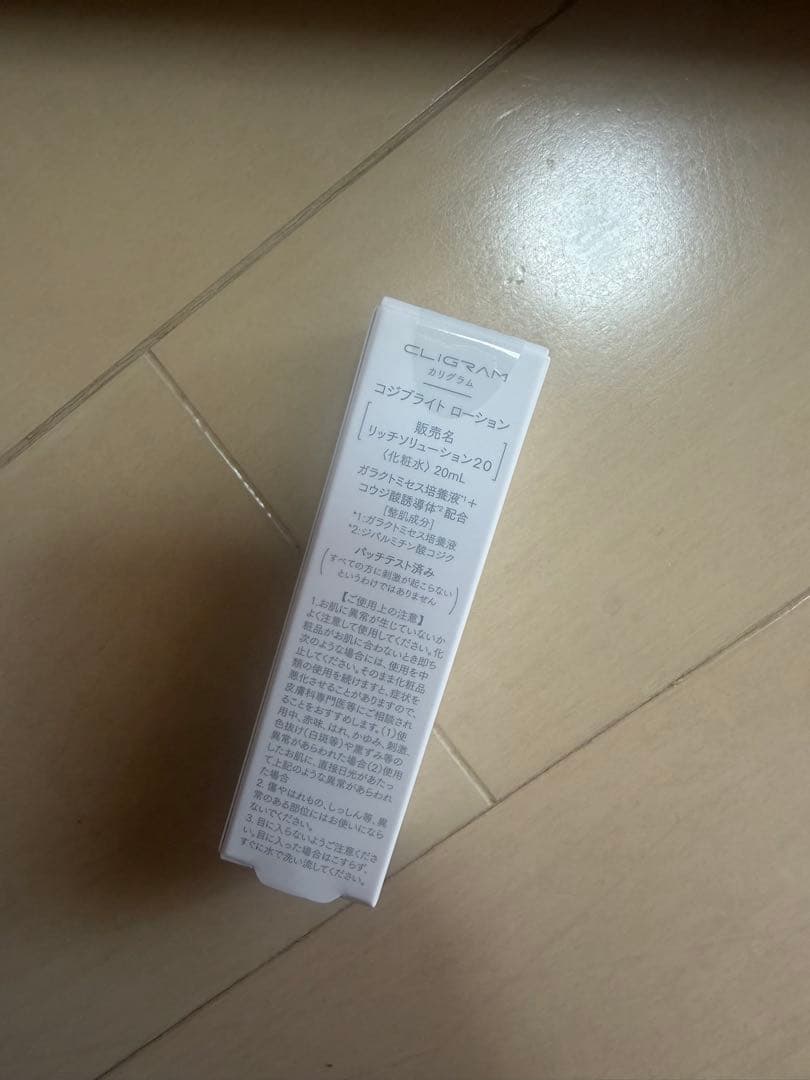 CLIGRAM
カリグラム
コジブライト ローション
販売名
リッチソリューション20
〈化粧水〉20mL
ガラクトミセス培養液*1+
コウジ酸誘導体*2配合
[整肌成分]
*1:ガラクトミセス培養液
*2:ジパルミチン酸コジク
パッチテスト済み
(すべての方に刺激が起こらない
というわけではありません)
【ご使用上の注意】
1.お肌に異常が生じていないか
よく注意して使用してください。化
粧品がお肌に合わないとき即ち
次のような場合には、使用を中
止してください。そのまま化粧品
類の使用を続けますと、症状を
悪化させることがありますので、
皮膚科専門医等にご相談され
ることをおすすめします。(1)使
用中、赤味、はれ、かゆみ、刺激、
色抜け(白斑等)や黒ずみ等の
異常があらわれた場合(2)使用
したお肌に、直接日光があたっ
て上記のような異常があらわれ
た場合
2. 傷やはれもの、しっしん等、異
常のある部位にはお使いになら
ないでください。
3. 目に入らないようご注意くださ
い。目に入った場合はこすらず、
すぐに水で洗い流してください。